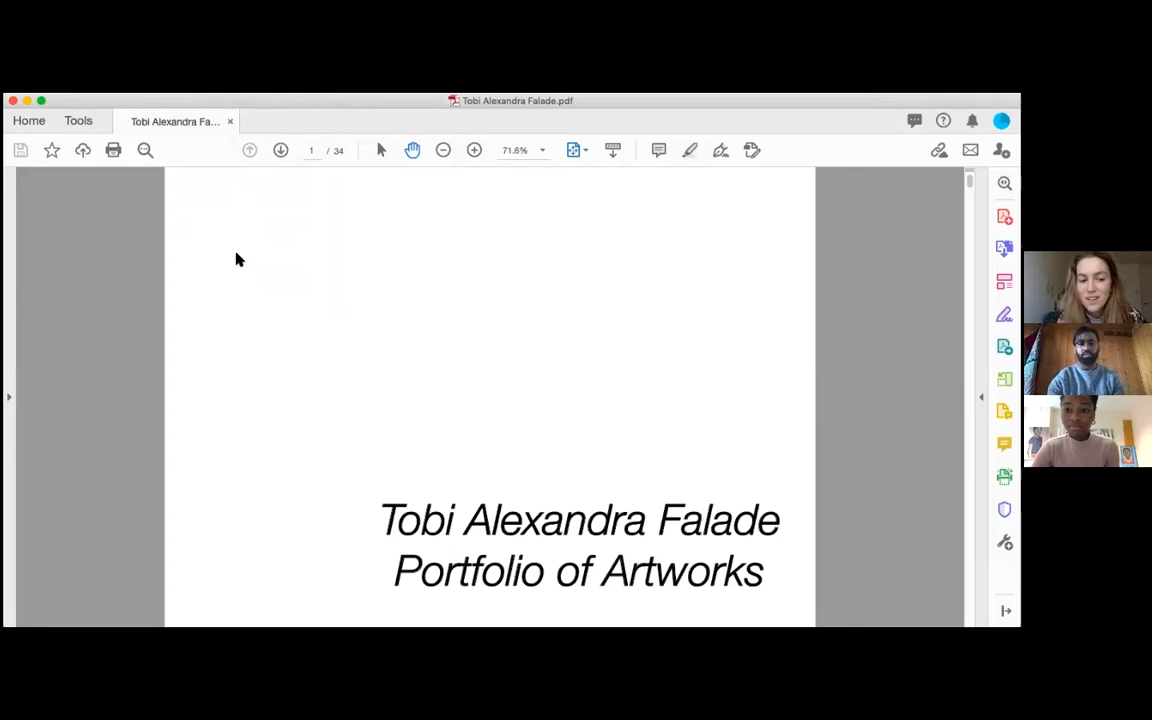 Tobi Alexandra Falade.pdf
Home Tools Tobi Alexandra Fa... ×
1 / 34 71.6%
Tobi Alexandra Falade
Portfolio of Artworks